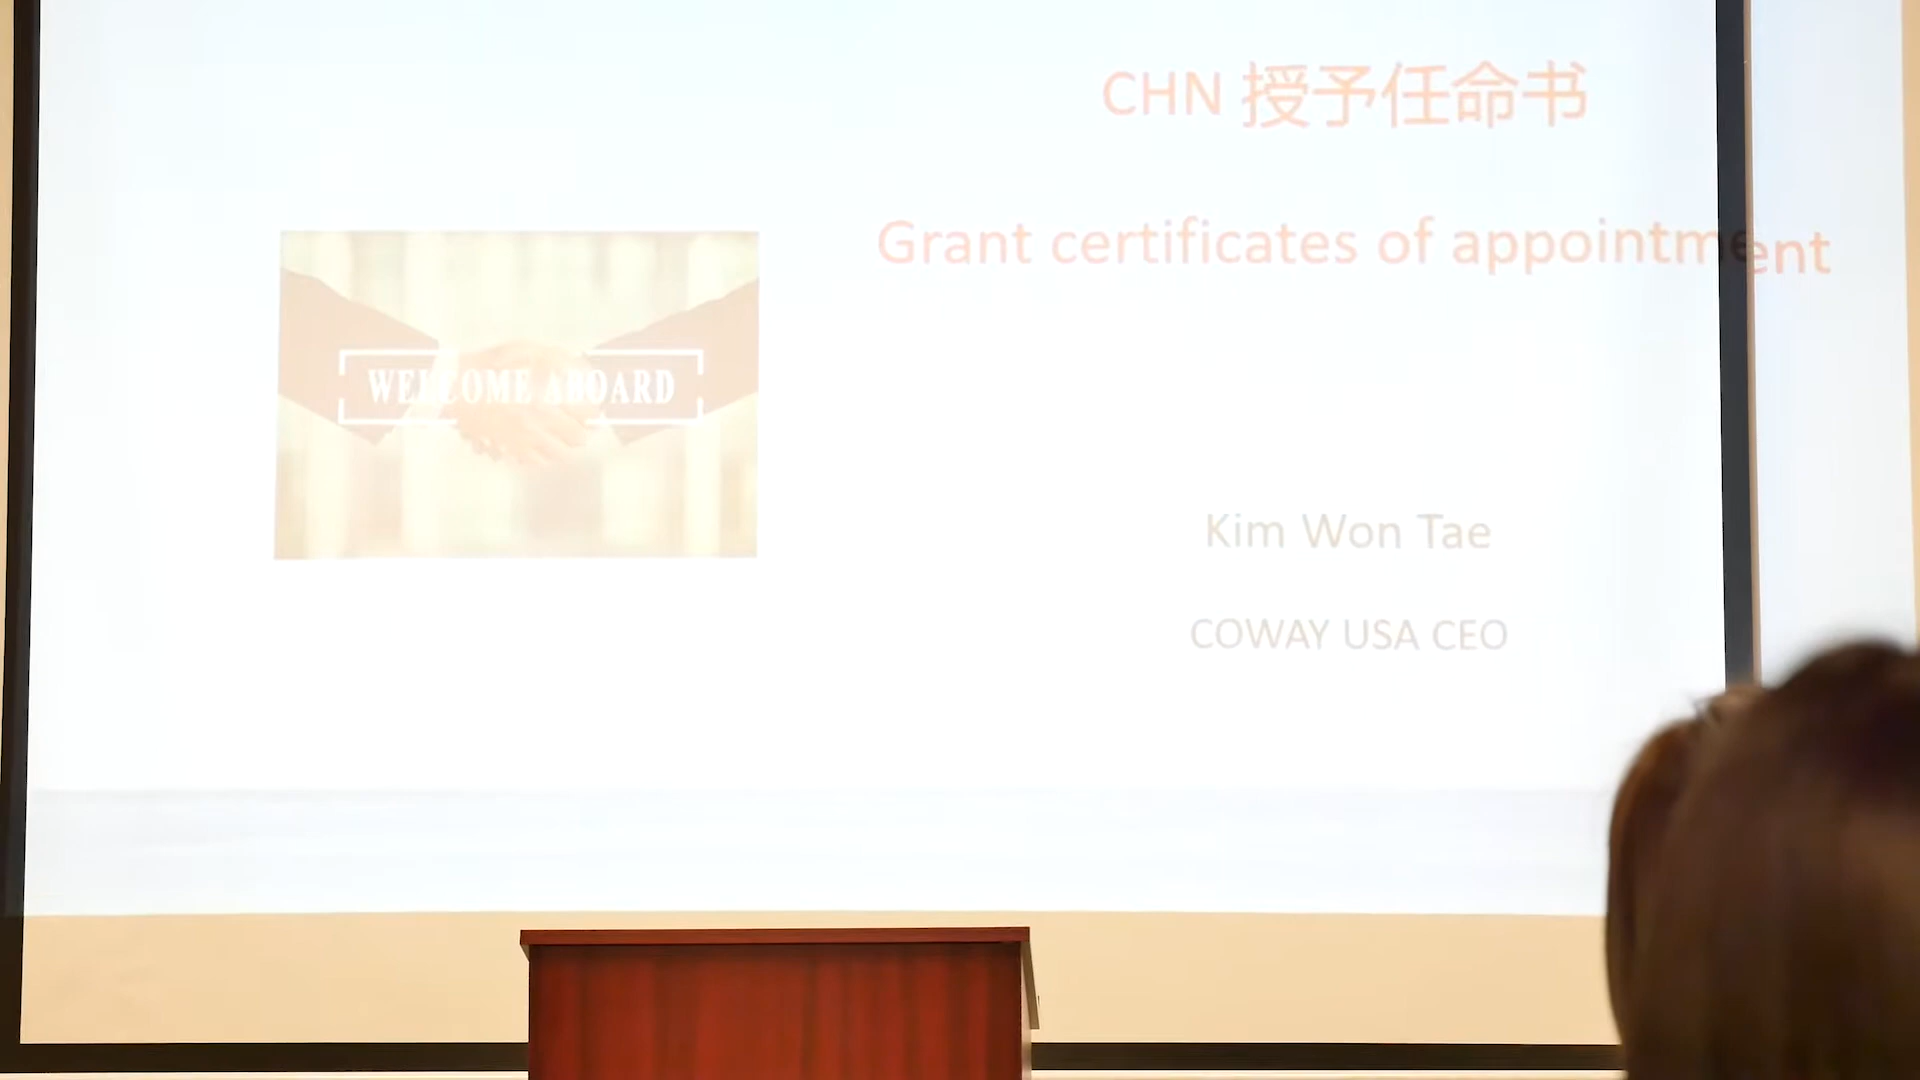 CHN 授予任命书
Grant certificates of appointment
WELCOME ABOARD
Kim Won Tae
COWAY USA CEO